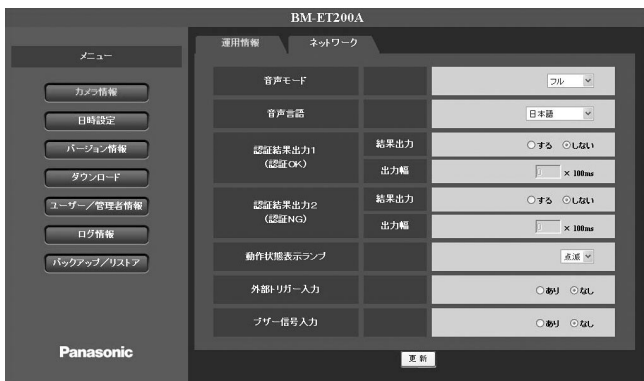 BM-ET200A
メニュー
カメラ情報
日時設定
バージョン情報
ダウンロード
ユーザー／管理者情報
ログ情報
バックアップ／リストア
Panasonic
運用情報 ネットワーク
音声モード フル
音声言語 日本語
認証結果出力1
(認証OK)
結果出力 する しない
出力幅 × 100ms
認証結果出力2
(認証NG)
結果出力 する しない
出力幅 × 100ms
動作状態表示ランプ 点滅
外部トリガー入力 あり なし
ブザー信号入力 あり なし
更新